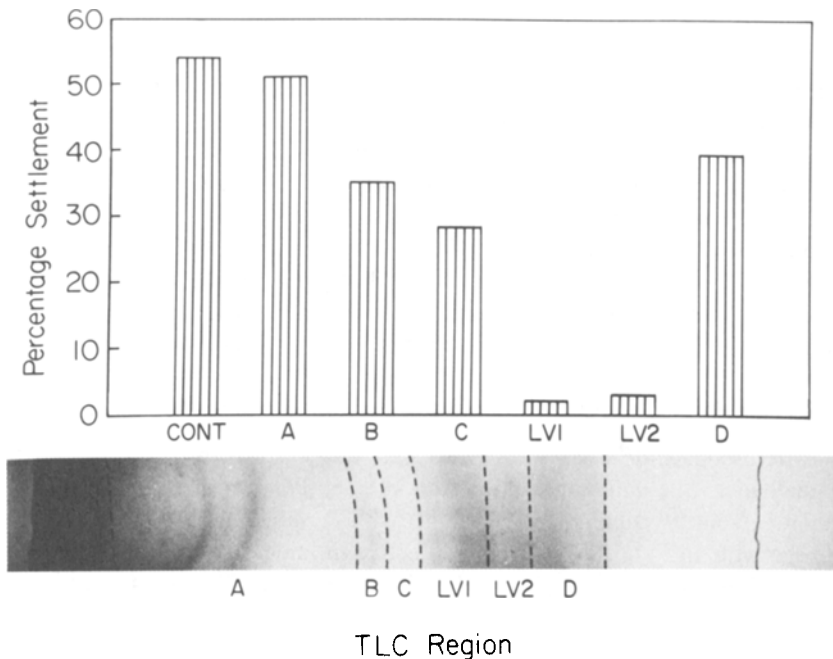 60
50
40
30
20
10
0
Percentage Settlement
CONT A B C LV1 LV2 D
A B C LV1 LV2 D
TLC Region